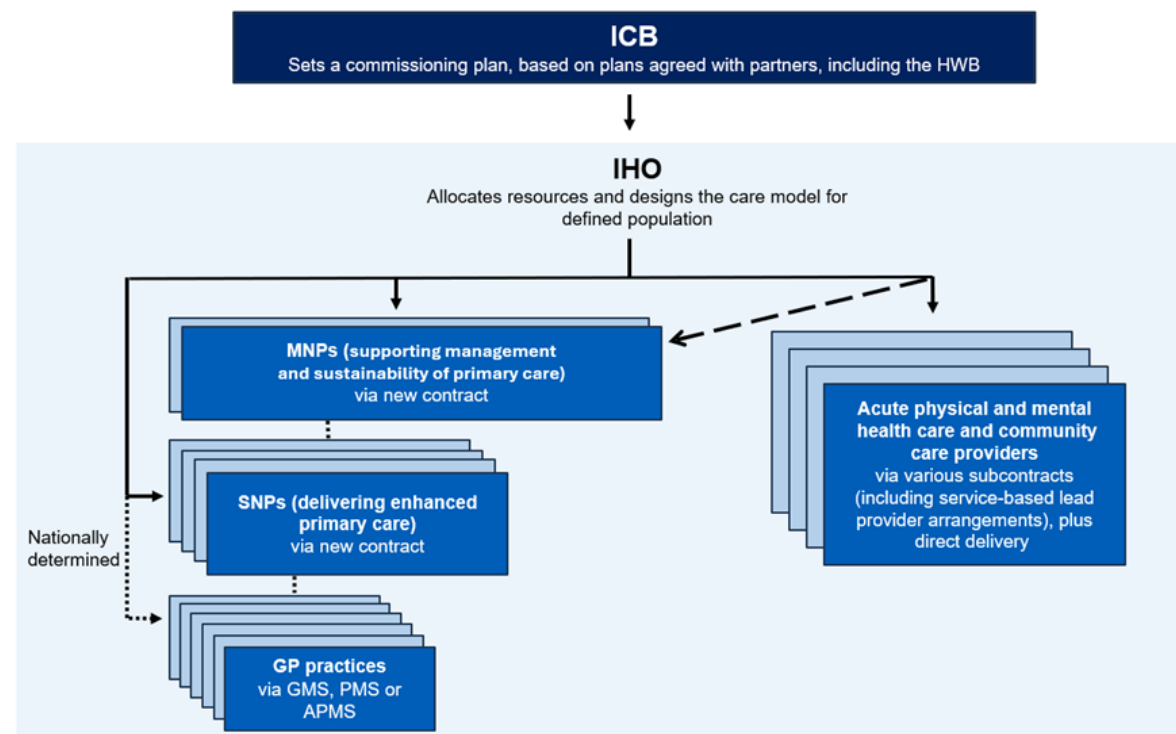 ICB
Sets a commissioning plan, based on plans agreed with partners, including the HWB
IHO
Allocates resources and designs the care model for
defined population
MNPs (supporting management
and sustainability of primary care)
via new contract
Acute physical and mental
health care and community
care providers
via various subcontracts
(including service-based lead
provider arrangements), plus
direct delivery
SNPs (delivering enhanced
primary care)
via new contract
Nationally
determined
GP practices
via GMS, PMS or
APMS